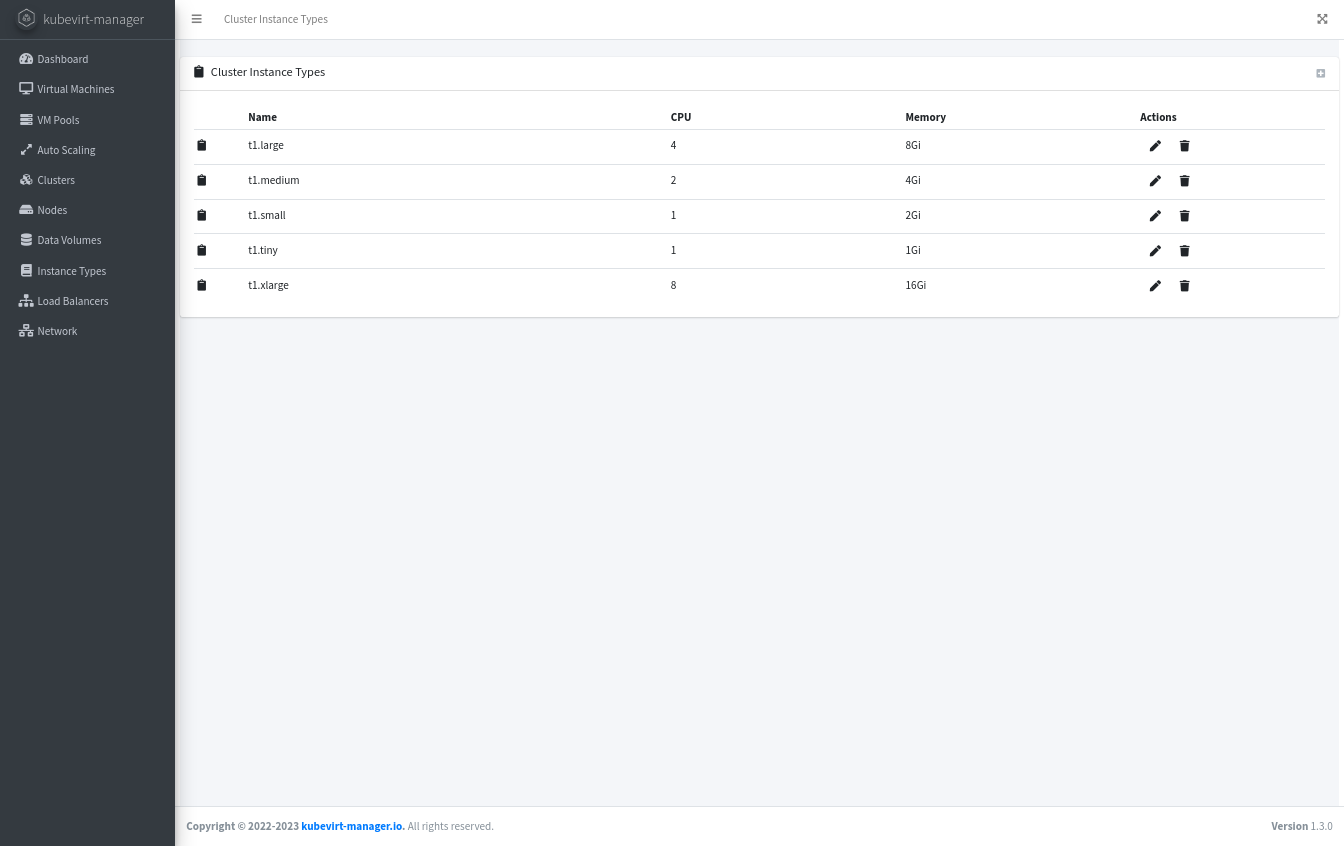 kubevirt-manager
Cluster Instance Types
Dashboard
Virtual Machines
VM Pools
Auto Scaling
Clusters
Nodes
Data Volumes
Instance Types
Load Balancers
Network
Cluster Instance Types
Name CPU Memory Actions
t1.large 4 8Gi
t1.medium 2 4Gi
t1.small 1 2Gi
t1.tiny 1 1Gi
t1.xlarge 8 16Gi
Copyright © 2022-2023 kubevirt-manager.io. All rights reserved.
Version 1.3.0